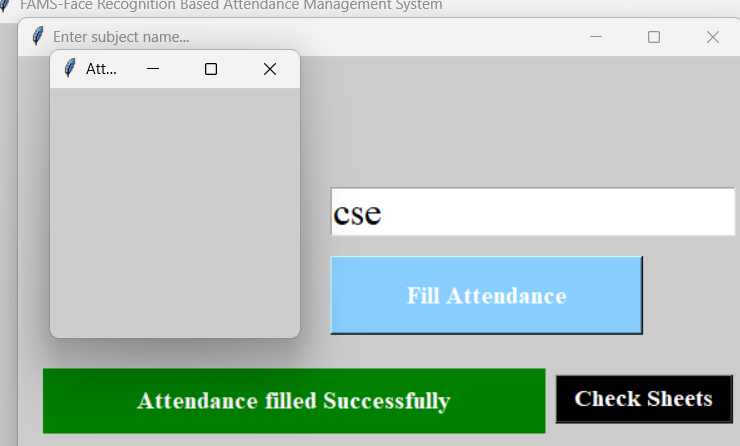 FAMS-Face Recognition Based Attendance Management System
Enter subject name...
Att...
cse
Fill Attendance
Attendance filled Successfully
Check Sheets